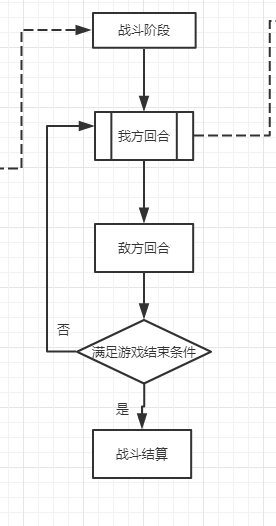 战斗阶段
我方回合
敌方回合
否
满足游戏结束条件
是
战斗结算